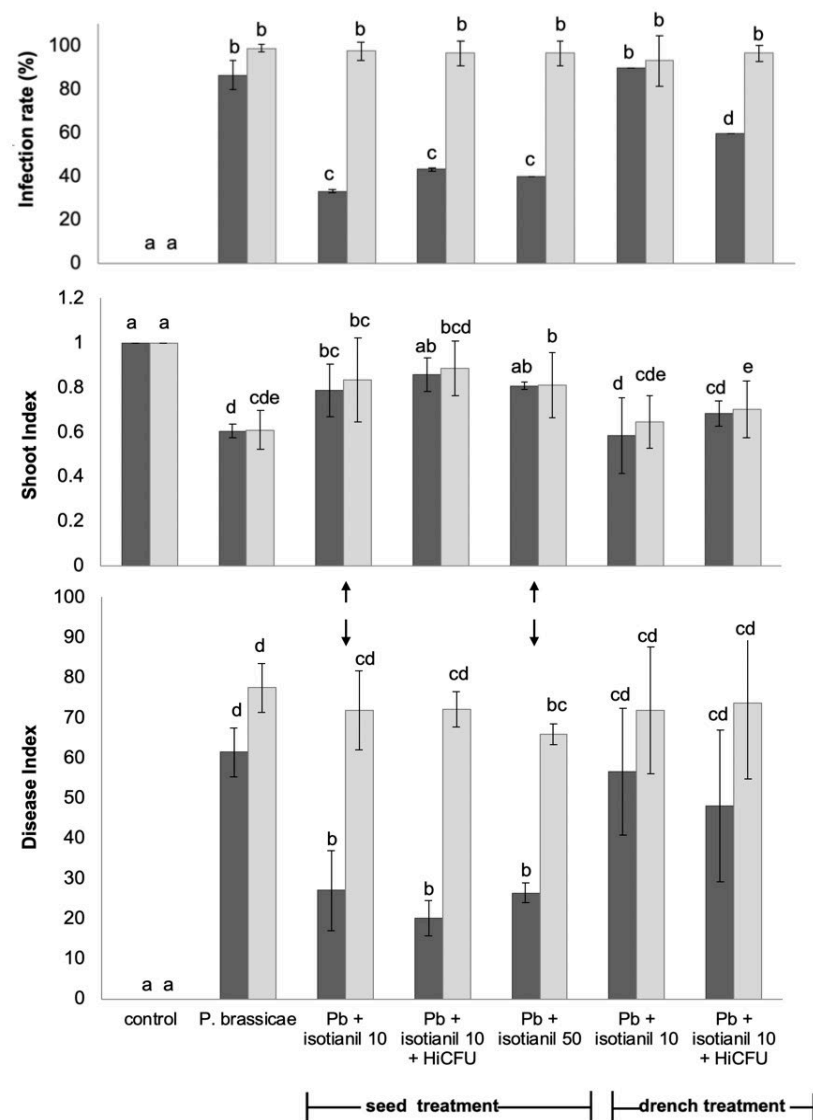 Infection rate (%)
100
80
60
40
20
0
a a
b b
c b
c b
c b
b b
d b
Shoot Index
1.2
1
0.8
0.6
0.4
0.2
0
a a
d cde
bc bc
ab bcd
ab b
d cde
cd e
Disease Index
100
90
80
70
60
50
40
30
20
10
0
a a
d d
b cd
b cd
b bc
cd cd
cd cd
control
P. brassicae
Pb +
isotianil 10
Pb +
isotianil 10
+ HiCFU
Pb +
isotianil 50
Pb +
isotianil 10
Pb +
isotianil 10
+ HiCFU
seed treatment
drench treatment